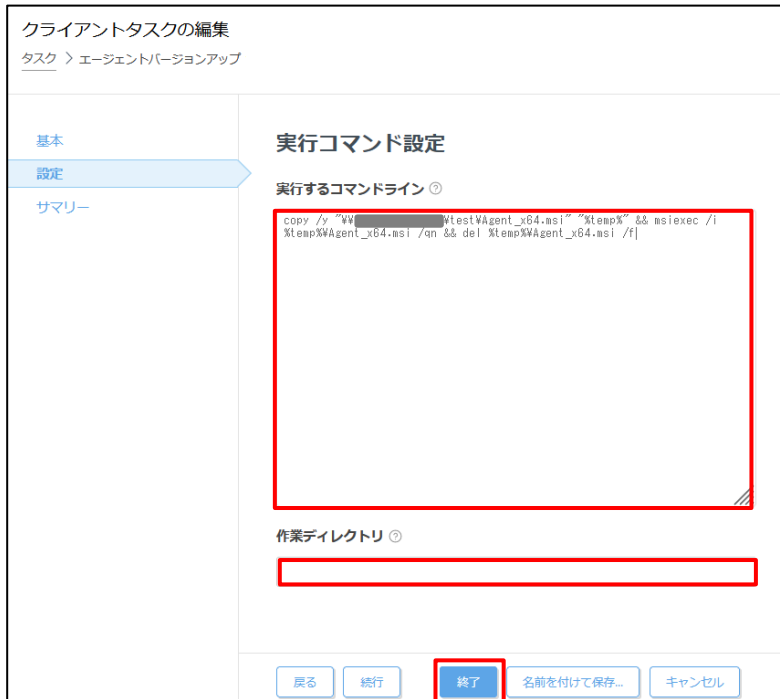 クライアントタスクの編集
タスク > エージェントバージョンアップ
基本
設定
サマリー
実行コマンド設定
実行するコマンドライン ?
copy /y "¥¥ ¥test¥Agent_x64.msi" "%temp%" && msiexec /i
%temp%¥Agent_x64.msi /qn && del %temp%¥Agent_x64.msi /f
作業ディレクトリ ?
戻る
続行
終了
名前を付けて保存...
キャンセル